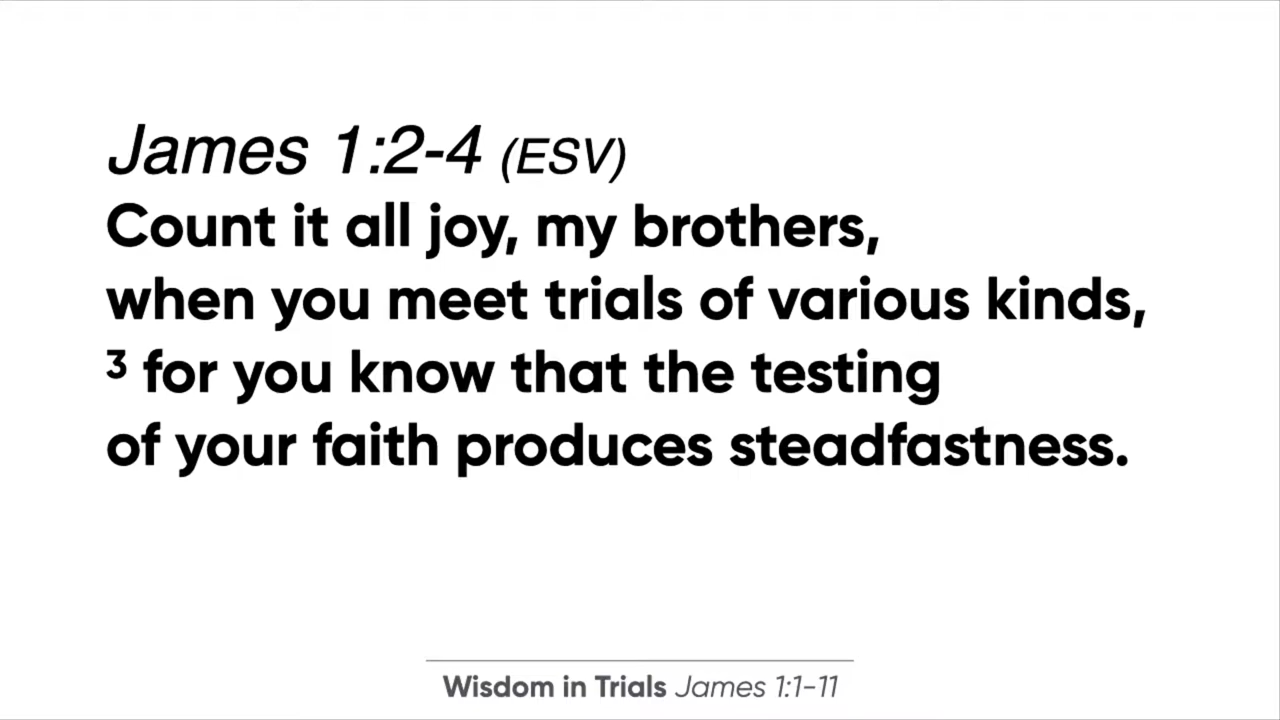 James 1:2-4 (ESV)
Count it all joy, my brothers,
when you meet trials of various kinds,
³ for you know that the testing
of your faith produces steadfastness.
Wisdom in Trials James 1:1-11